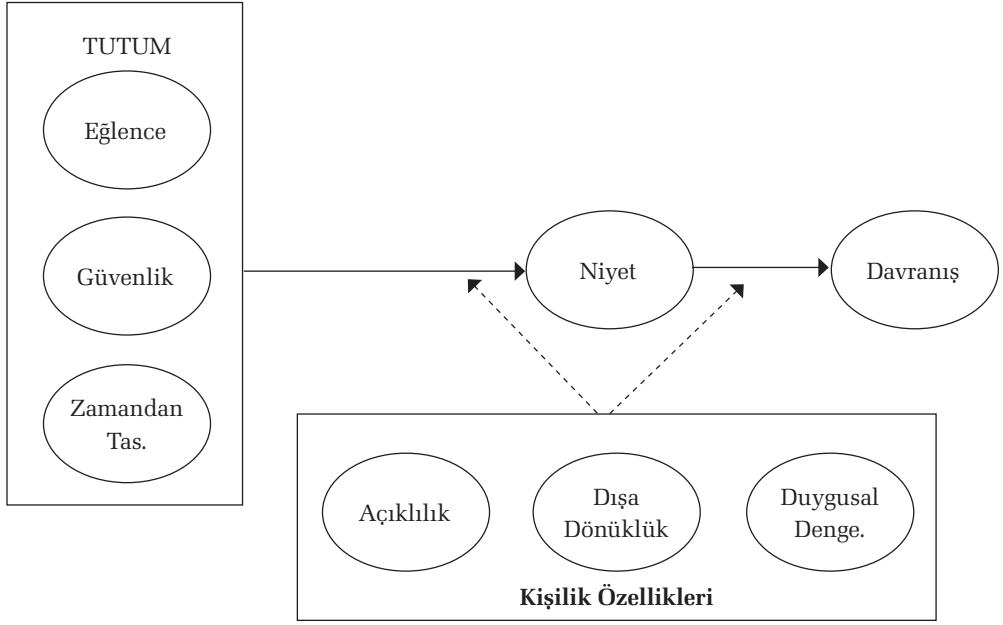 TUTUM
Eğlence
Güvenlik
Zamandan
Tas.
Niyet
Davranış
Açıklılık
Dışa
Dönüklük
Duygusal
Denge.
Kişilik Özellikleri